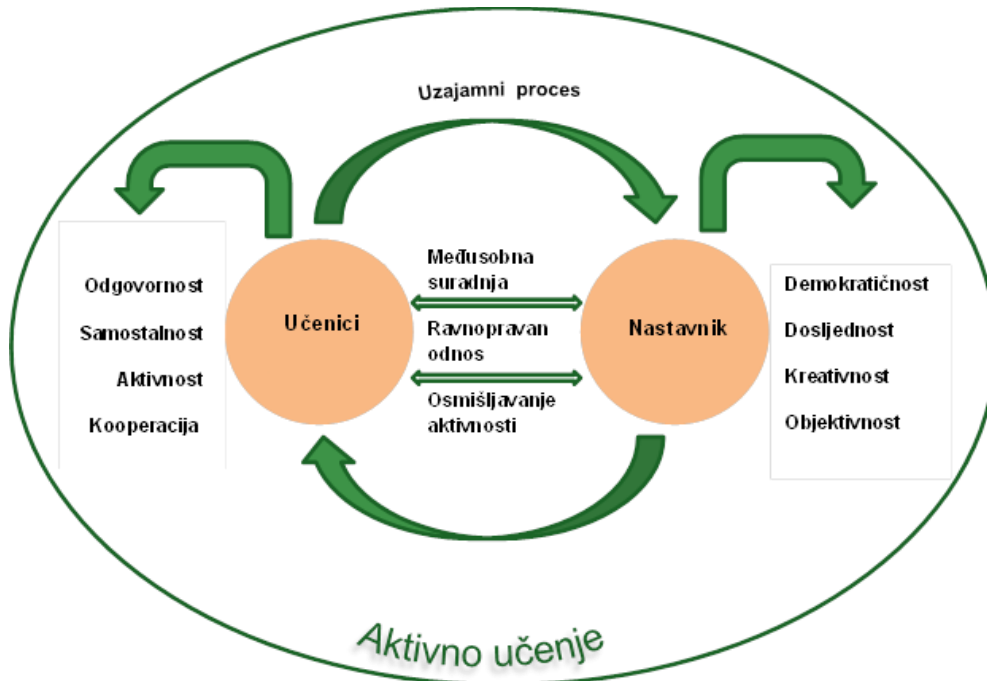 Uzajamni proces
Odgovornost
Samostalnost
Aktivnost
Kooperacija
Učenici
Međusobna
suradnja
Ravnopravan
odnos
Osmišljavanje
aktivnosti
Nastavnik
Demokratičnost
Dosljednost
Kreativnost
Objektivnost
Aktivno učenje